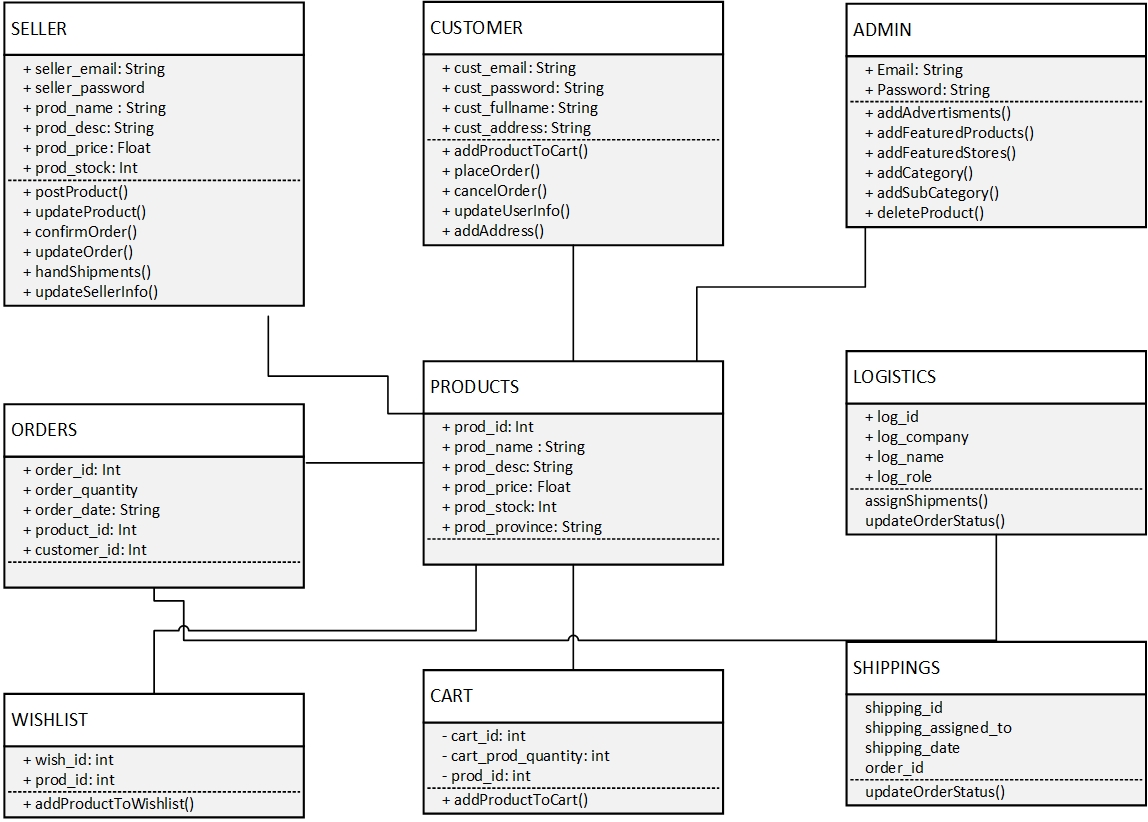 SELLER
+ seller_email: String
+ seller_password
+ prod_name : String
+ prod_desc: String
+ prod_price: Float
+ prod_stock: Int
+ postProduct()
+ updateProduct()
+ confirmOrder()
+ updateOrder()
+ handShipments()
+ updateSellerInfo()
CUSTOMER
+ cust_email: String
+ cust_password: String
+ cust_fullname: String
+ cust_address: String
+ addProductToCart()
+ placeOrder()
+ cancelOrder()
+ updateUserInfo()
+ addAddress()
ADMIN
+ Email: String
+ Password: String
+ addAdvertisments()
+ addFeaturedProducts()
+ addFeaturedStores()
+ addCategory()
+ addSubCategory()
+ deleteProduct()
ORDERS
+ order_id: Int
+ order_quantity
+ order_date: String
+ product_id: Int
+ customer_id: Int
PRODUCTS
+ prod_id: Int
+ prod_name : String
+ prod_desc: String
+ prod_price: Float
+ prod_stock: Int
+ prod_province: String
LOGISTICS
+ log_id
+ log_company
+ log_name
+ log_role
assignShipments()
updateOrderStatus()
WISHLIST
+ wish_id: int
+ prod_id: int
+ addProductToWishlist()
CART
- cart_id: int
- cart_prod_quantity: int
- prod_id: int
+ addProductToCart()
SHIPPINGS
shipping_id
shipping_assigned_to
shipping_date
order_id
updateOrderStatus()